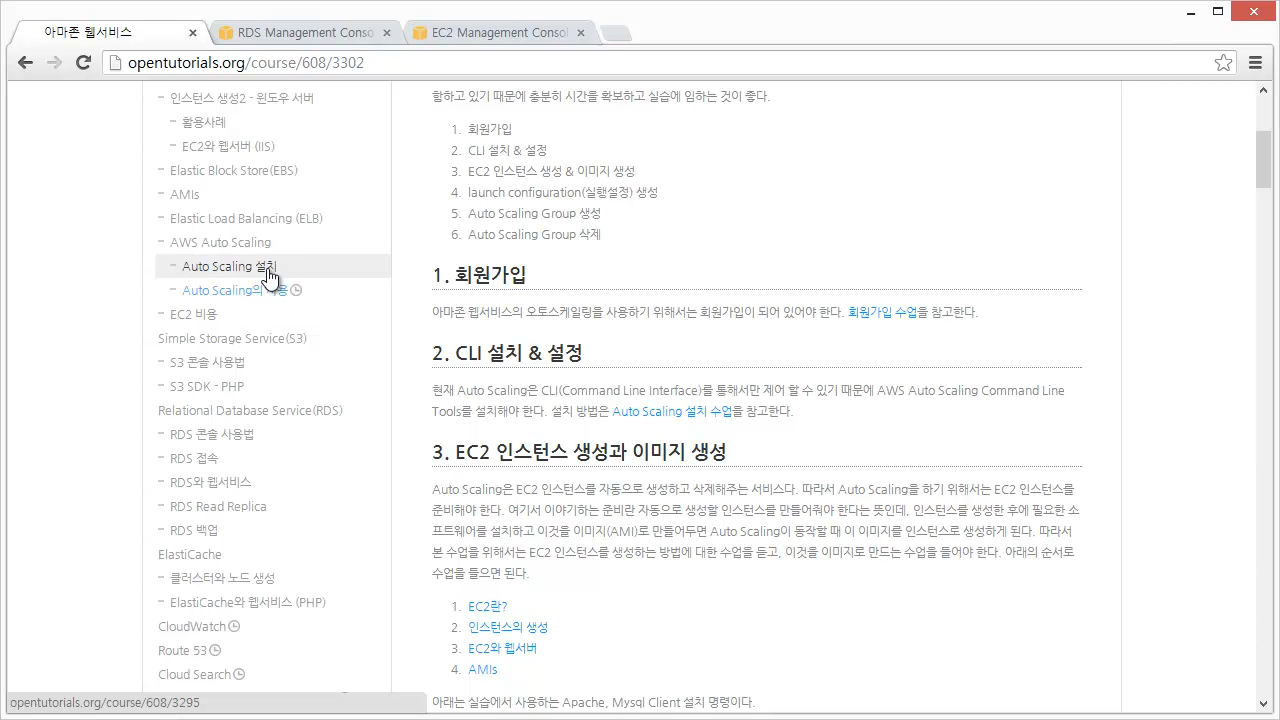 아마존 웹서비스
RDS Management Conso
EC2 Management Consol
opentutorials.org/course/608/3302
인스턴스 생성2 - 윈도우 서버
활용사례
EC2와 웹서버 (IIS)
Elastic Block Store(EBS)
AMIs
Elastic Load Balancing (ELB)
AWS Auto Scaling
Auto Scaling 설치
Auto Scaling의
EC2 비용
Simple Storage Service(S3)
S3 콘솔 사용법
S3 SDK - PHP
Relational Database Service(RDS)
RDS 콘솔 사용법
RDS 접속
RDS와 웹서비스
RDS Read Replica
RDS 백업
ElastiCache
클러스터와 노드 생성
ElastiCache와 웹서비스 (PHP)
CloudWatch
Route 53
Cloud Search
opentutorials.org/course/608/3295
함하고 있기 때문에 충분히 시간을 확보하고 실습에 임하는 것이 좋다.
1. 회원가입
2. CLI 설치 & 설정
3. EC2 인스턴스 생성 & 이미지 생성
4. launch configuration(실행설정) 생성
5. Auto Scaling Group 생성
6. Auto Scaling Group 삭제
1. 회원가입
아마존 웹서비스의 오토스케일링을 사용하기 위해서는 회원가입이 되어 있어야 한다. 회원가입 수업을 참고한다.
2. CLI 설치 & 설정
현재 Auto Scaling은 CLI(Command Line Interface)를 통해서만 제어 할 수 있기 때문에 AWS Auto Scaling Command Line
Tools를 설치해야 한다. 설치 방법은 Auto Scaling 설치 수업을 참고한다.
3. EC2 인스턴스 생성과 이미지 생성
Auto Scaling은 EC2 인스턴스를 자동으로 생성하고 삭제해주는 서비스다. 따라서 Auto Scaling을 하기 위해서는 EC2 인스턴스를
준비해야 한다. 여기서 이야기하는 준비란 자동으로 생성할 인스턴스를 만들어줘야 한다는 뜻인데, 인스턴스를 생성한 후에 필요한 소
프트웨어를 설치하고 이것을 이미지(AMI)로 만들어두면 Auto Scaling이 동작할 때 이 이미지를 인스턴스로 생성하게 된다. 따라서
본 수업을 위해서는 EC2 인스턴스를 생성하는 방법에 대한 수업을 듣고, 이것을 이미지로 만드는 수업을 들어야 한다. 아래의 순서로
수업을 들으면 된다.
1. EC2란?
2. 인스턴스의 생성
3. EC2와 웹서버
4. AMIs
아래는 실습에서 사용하는 Apache, Mysql Client 설치 명령이다.